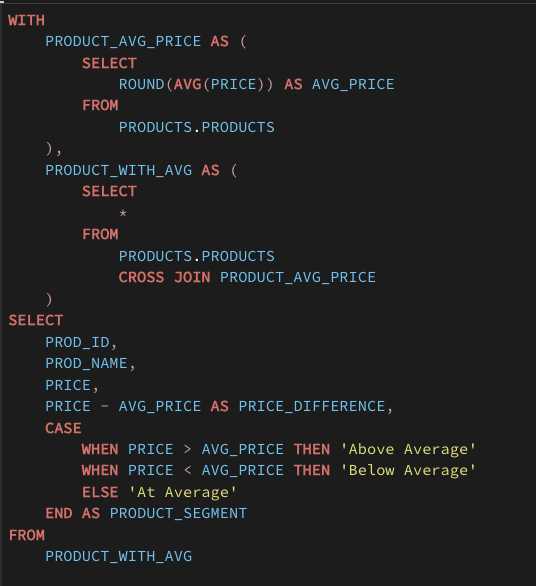 WITH
    PRODUCT_AVG_PRICE AS (
        SELECT
            ROUND(AVG(PRICE)) AS AVG_PRICE
        FROM
            PRODUCTS.PRODUCTS
    ),
    PRODUCT_WITH_AVG AS (
        SELECT
            *
        FROM
            PRODUCTS.PRODUCTS
            CROSS JOIN PRODUCT_AVG_PRICE
    )
SELECT
    PROD_ID,
    PROD_NAME,
    PRICE,
    PRICE - AVG_PRICE AS PRICE_DIFFERENCE,
    CASE
        WHEN PRICE > AVG_PRICE THEN 'Above Average'
        WHEN PRICE < AVG_PRICE THEN 'Below Average'
        ELSE 'At Average'
    END AS PRODUCT_SEGMENT
FROM
    PRODUCT_WITH_AVG